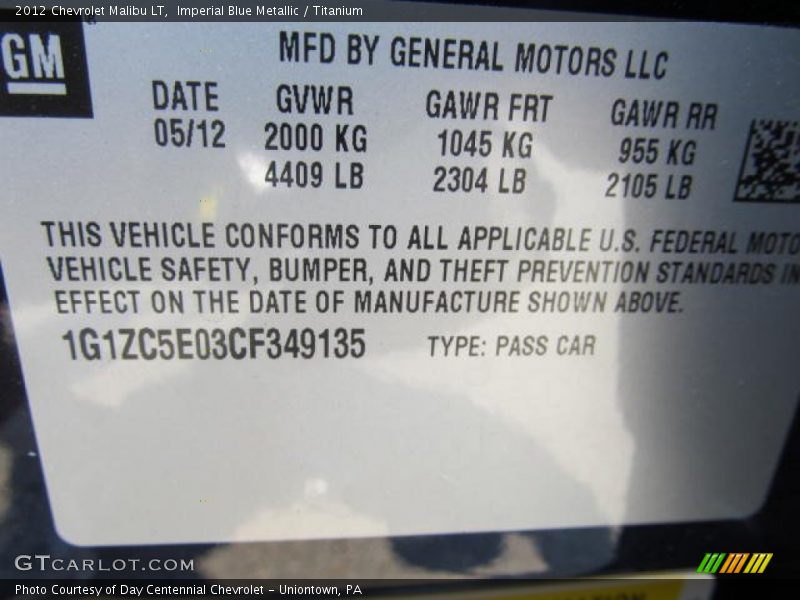 2012 Chevrolet Malibu LT, Imperial Blue Metallic / Titanium
GM
MFD BY GENERAL MOTORS LLC
DATE GVWR GAWR FRT GAWR RR
05/12 2000 KG 1045 KG 955 KG
4409 LB 2304 LB 2105 LB
THIS VEHICLE CONFORMS TO ALL APPLICABLE U.S. FEDERAL MOTO
VEHICLE SAFETY, BUMPER, AND THEFT PREVENTION STANDARDS IN
EFFECT ON THE DATE OF MANUFACTURE SHOWN ABOVE.
1G1ZC5E03CF349135 TYPE: PASS CAR
GTCARLOT.COM
Photo Courtesy of Day Centennial Chevrolet - Uniontown, PA